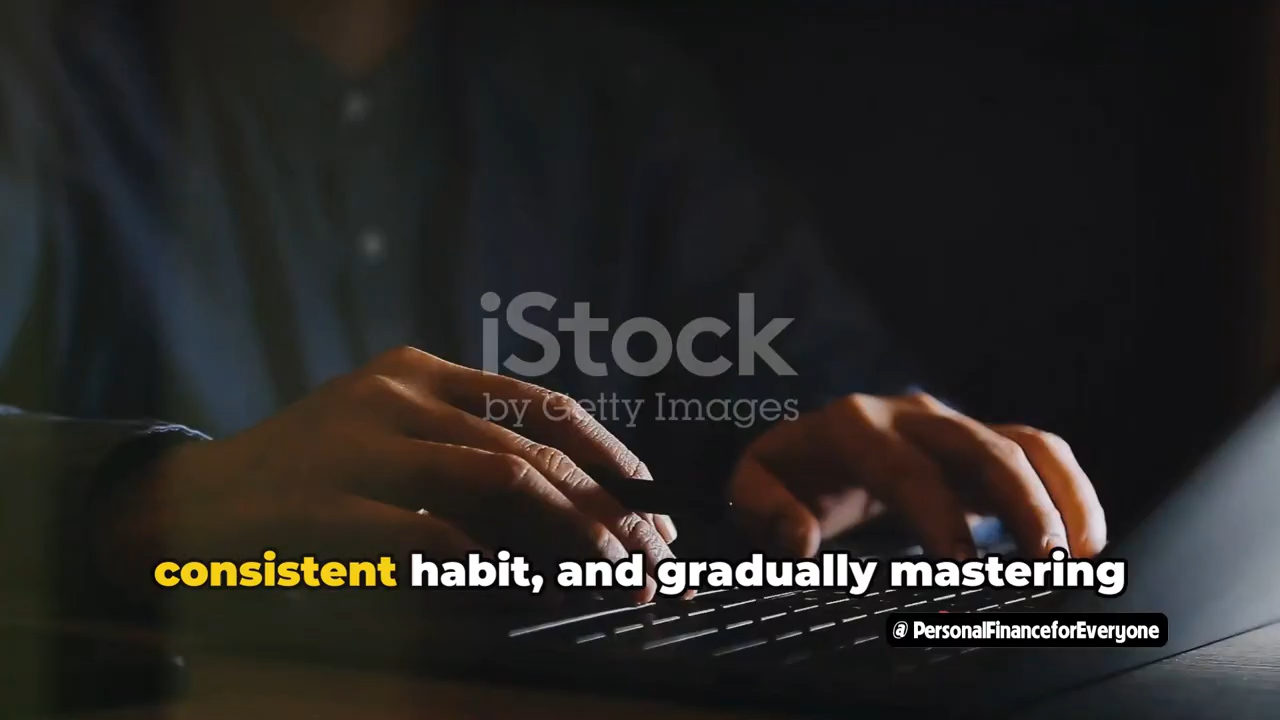 iStock
by Getty Images
consistent habit, and gradually mastering
@ PersonalFinanceforEveryone